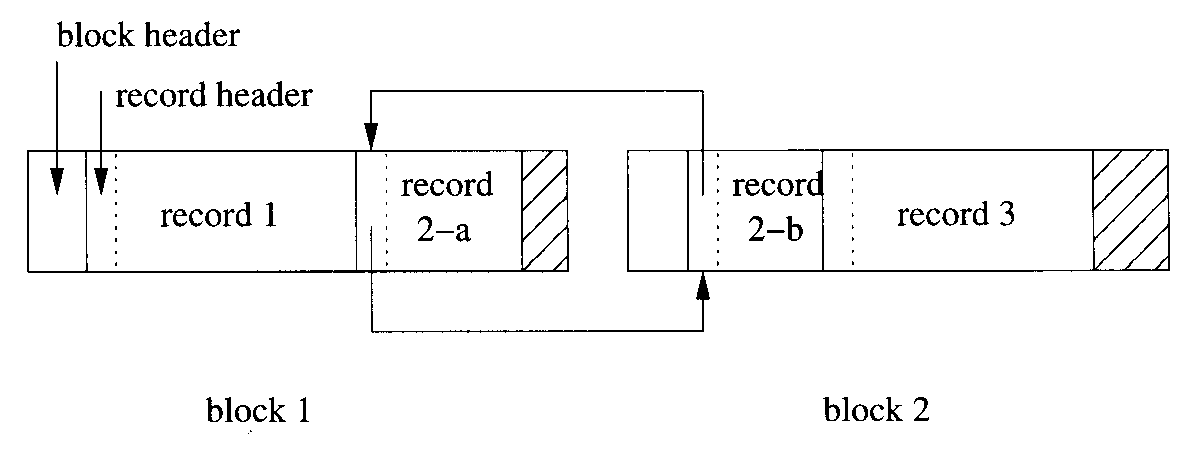 block header
record header
record 1
record
2-a
record
2-b
record 3
block 1
block 2